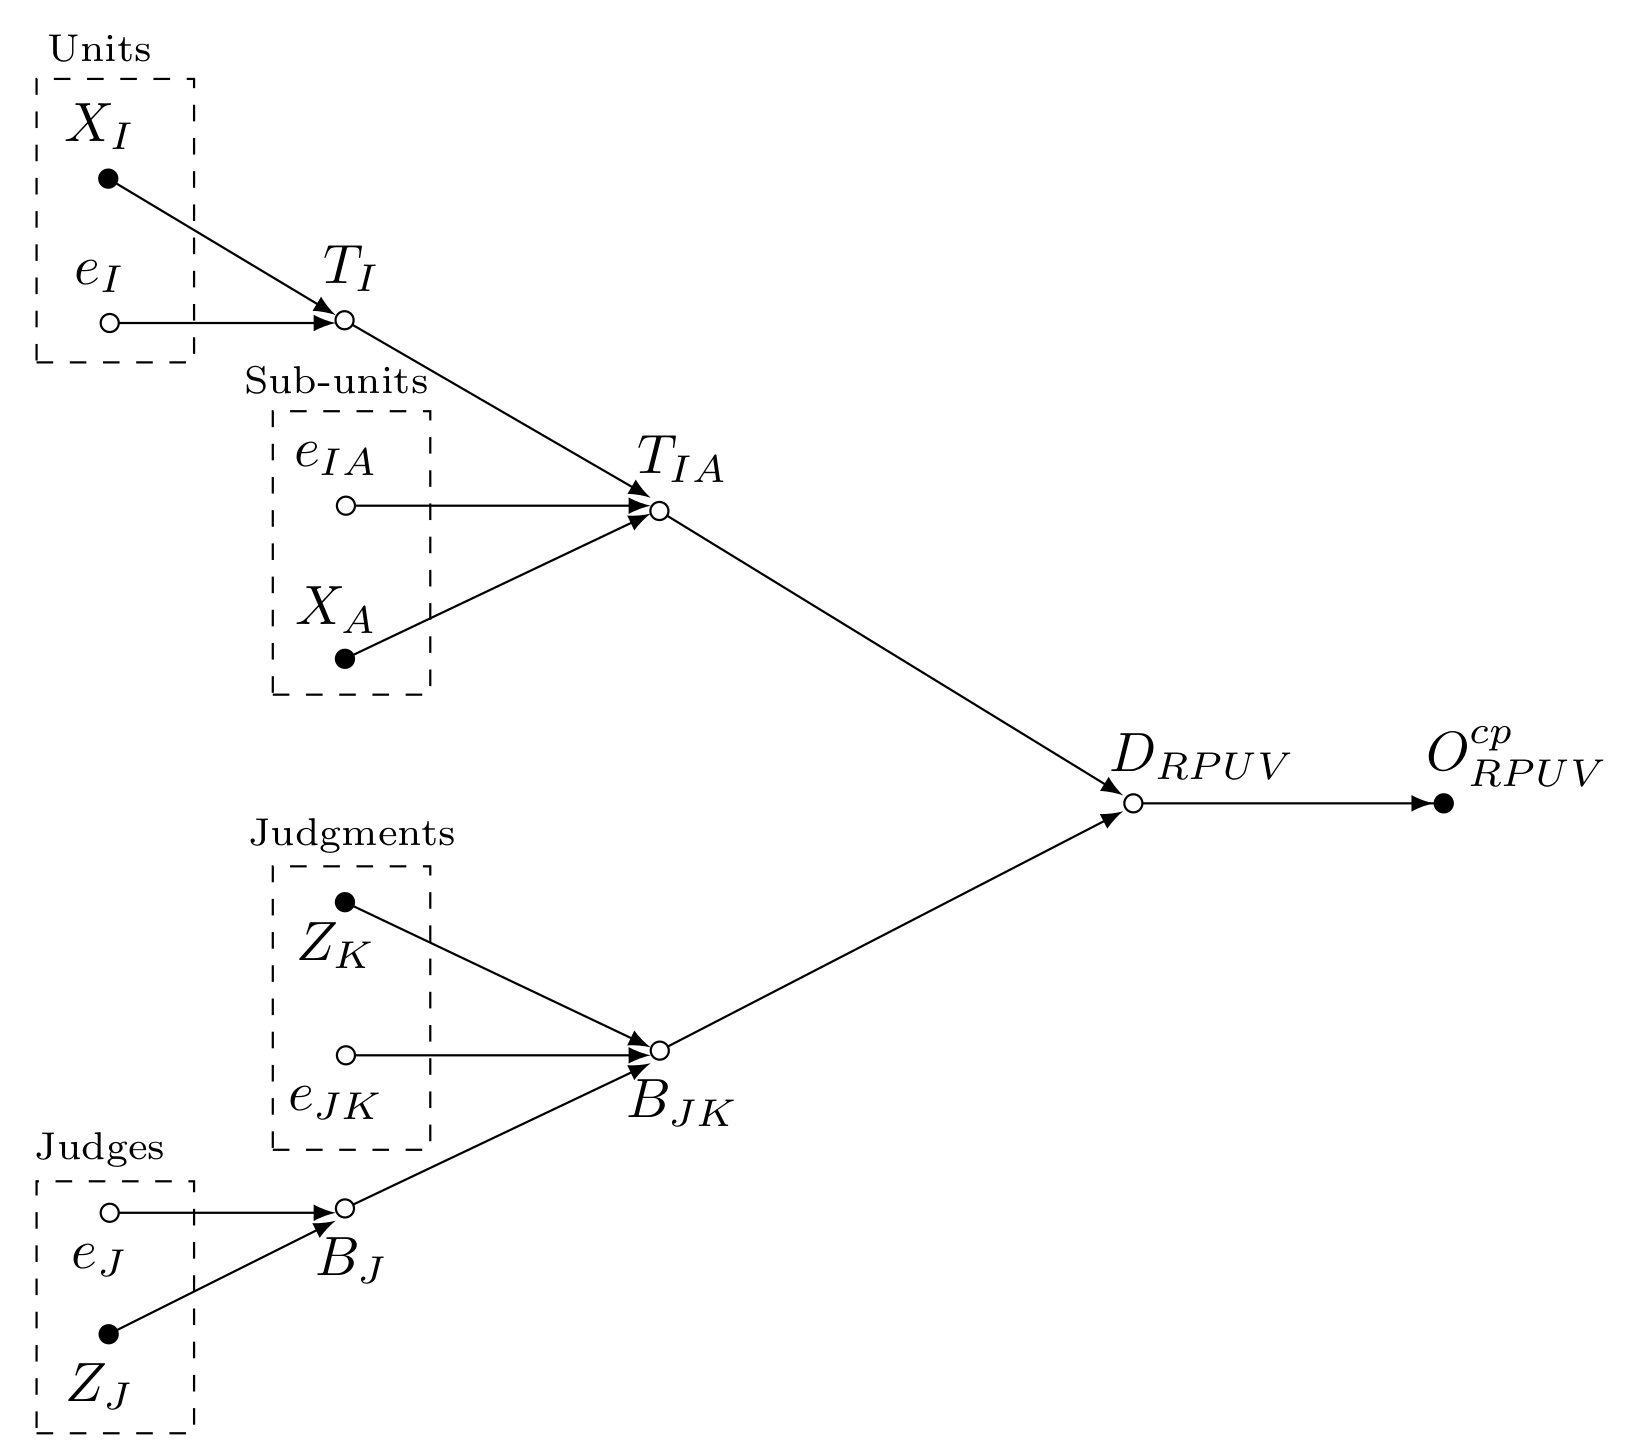 Units
X_I
e_I
T_I
Sub-units
e_{IA}
T_{IA}
X_A
D_{RPUV}
O^{cp}_{RPUV}
Judgments
Z_K
e_{JK}
B_{JK}
Judges
e_J
B_J
Z_J